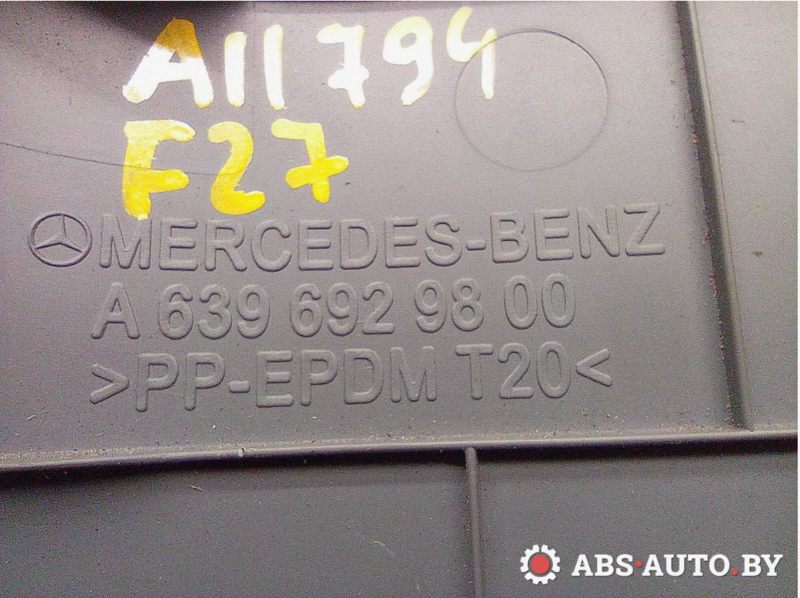 A11794
F27
MERCEDES-BENZ
A 639 692 98 00
>PP-EPDM T20<
ABS·AUTO.BY